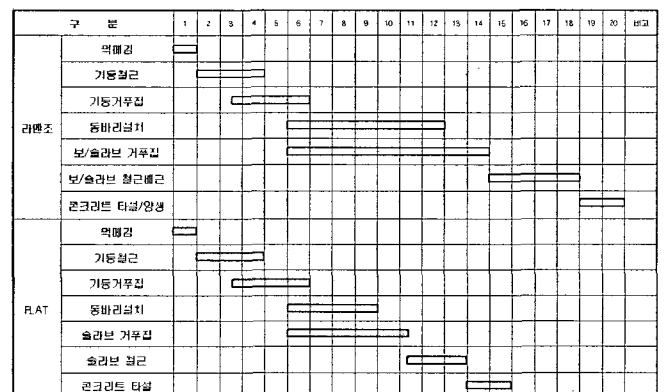 구 분 1 2 3 4 5 6 7 8 9 10 11 12 13 14 15 16 17 18 19 20 비고
라멘조
먹메김
기둥철근
기둥거푸집
동바리설치
보/슬라브 거푸집
보/슬라브 철근배근
콘크리트 타설/양생
FLAT
먹메김
기둥철근
기둥거푸집
동바리설치
슬라브 거푸집
슬라브 철근
콘크리트 타설